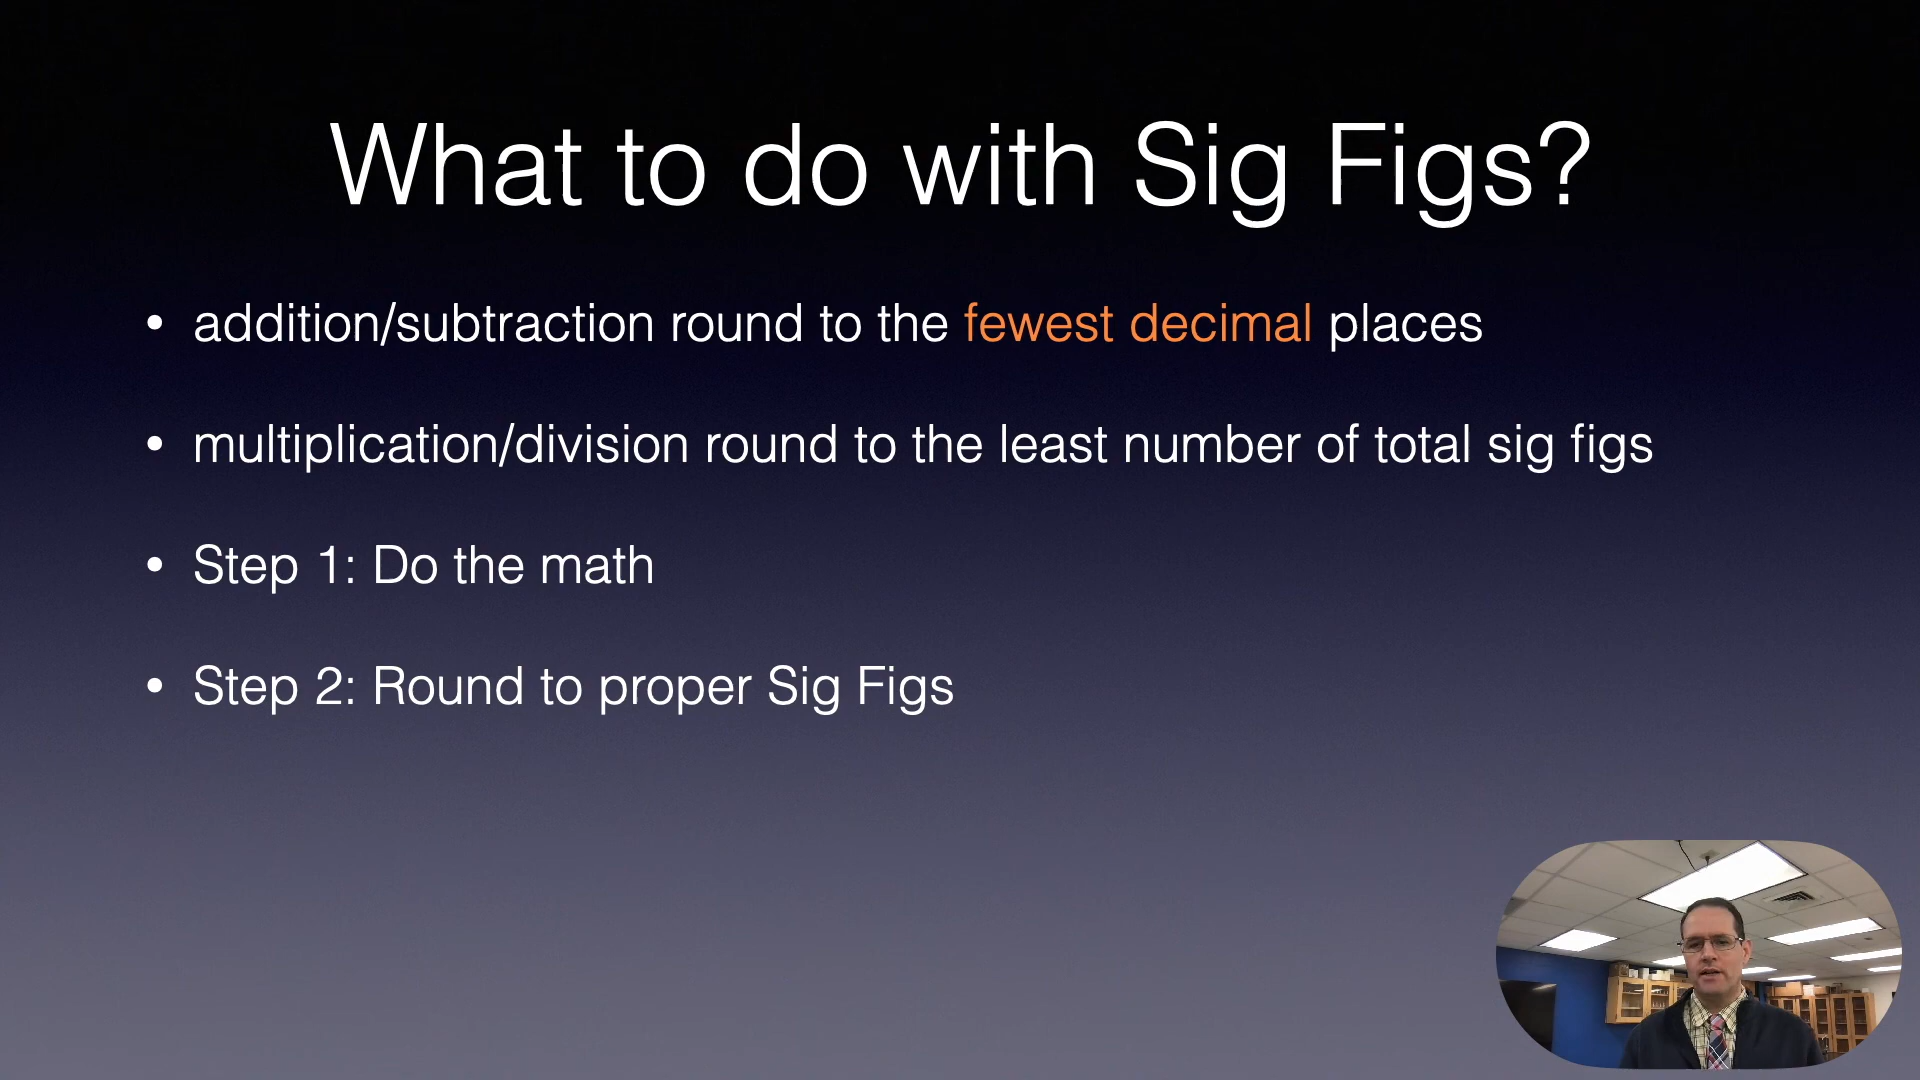 What to do with Sig Figs?
• addition/subtraction round to the fewest decimal places
• multiplication/division round to the least number of total sig figs
• Step 1: Do the math
• Step 2: Round to proper Sig Figs